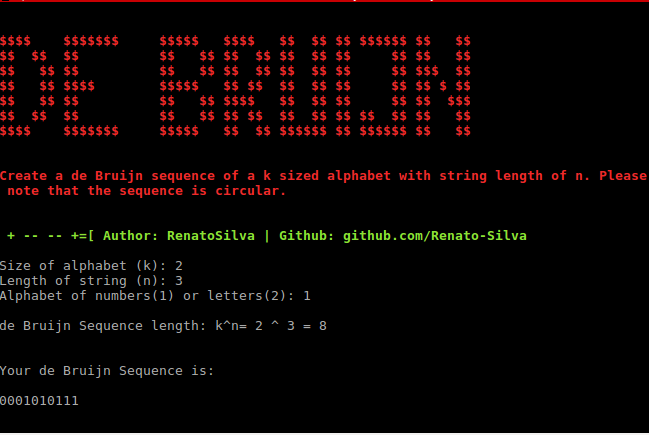 DE BRUIJN
Create a de Bruijn sequence of a k sized alphabet with string length of n. Please
note that the sequence is circular.
+ -- -- +=[ Author: RenatoSilva | Github: github.com/Renato-Silva
Size of alphabet (k): 2
Length of string (n): 3
Alphabet of numbers(1) or letters(2): 1
de Bruijn Sequence length: k^n= 2 ^ 3 = 8
Your de Bruijn Sequence is:
0001010111